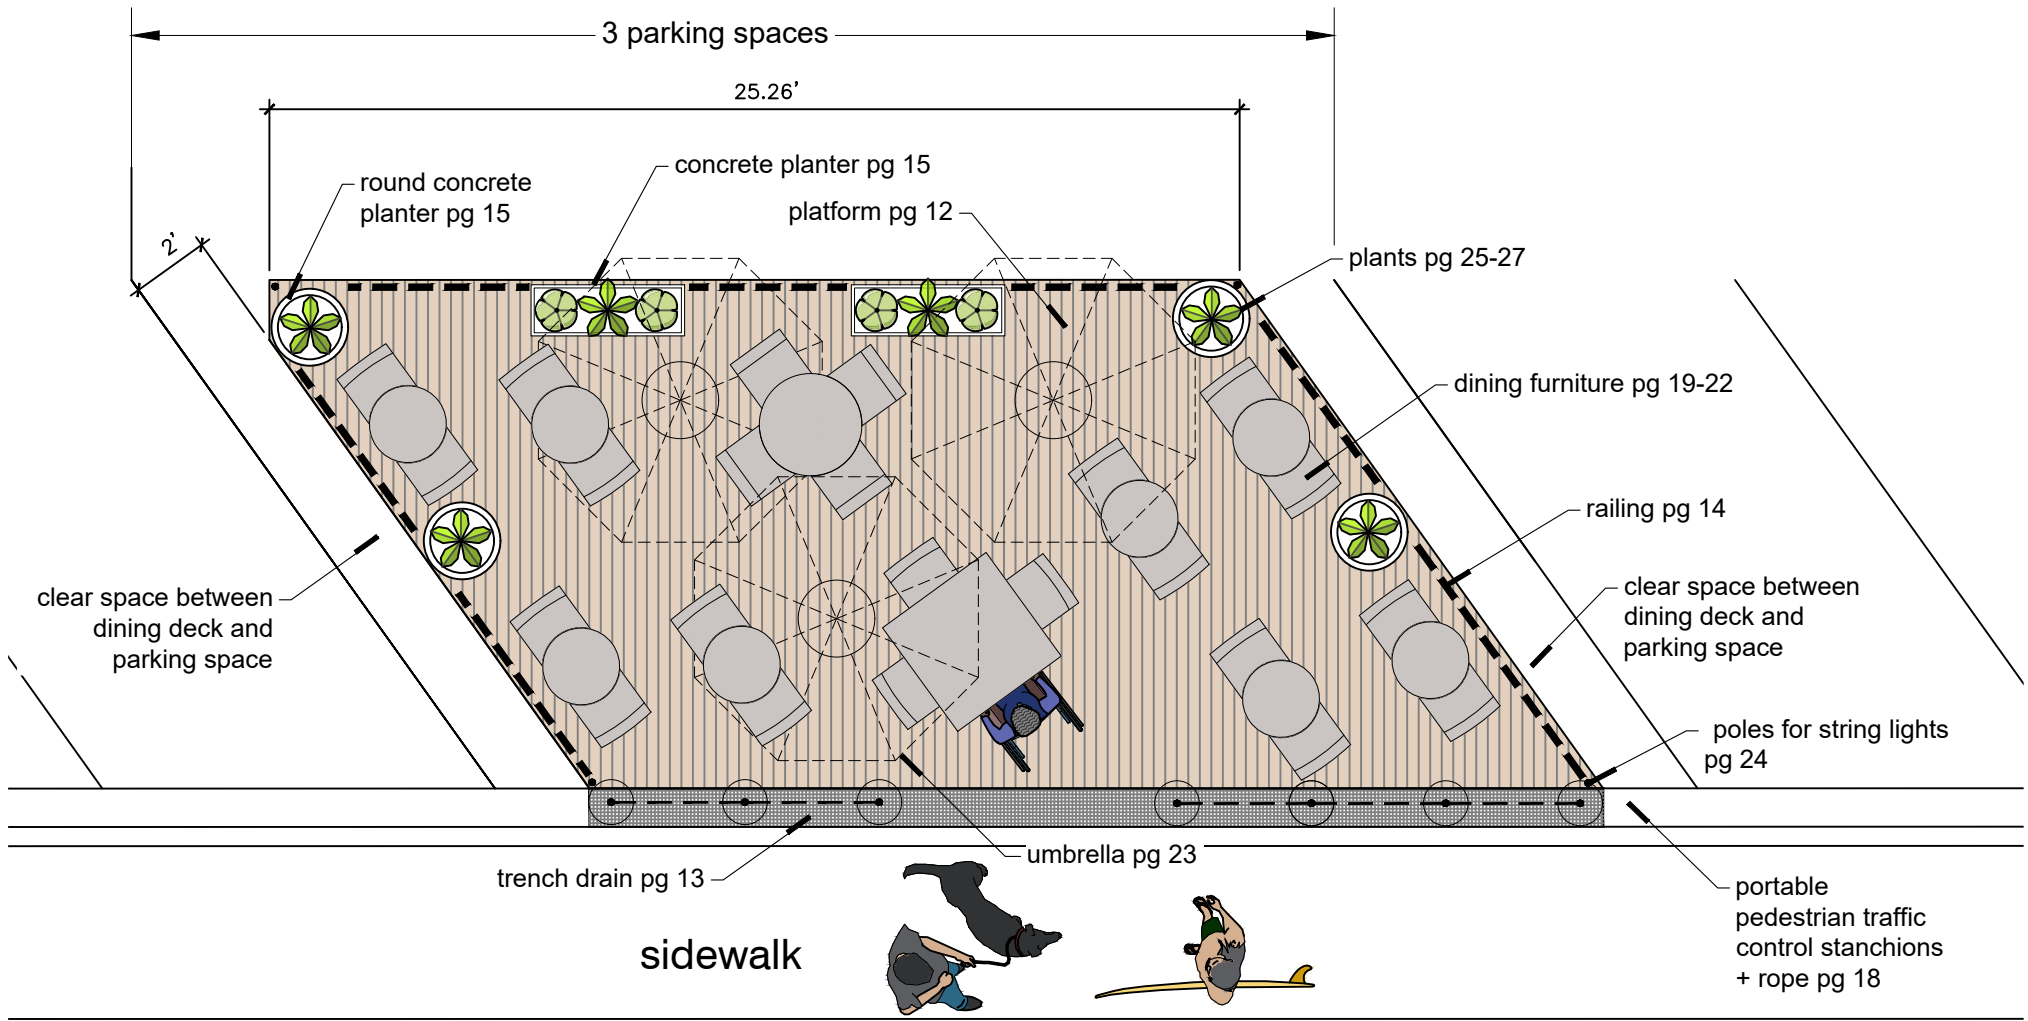 3 parking spaces
25.26'
concrete planter pg 15
round concrete
planter pg 15
platform pg 12
2'
plants pg 25-27
dining furniture pg 19-22
railing pg 14
clear space between
dining deck and
parking space
clear space between
dining deck and
parking space
poles for string lights
pg 24
umbrella pg 23
trench drain pg 13
portable
pedestrian traffic
control stanchions
+ rope pg 18
sidewalk